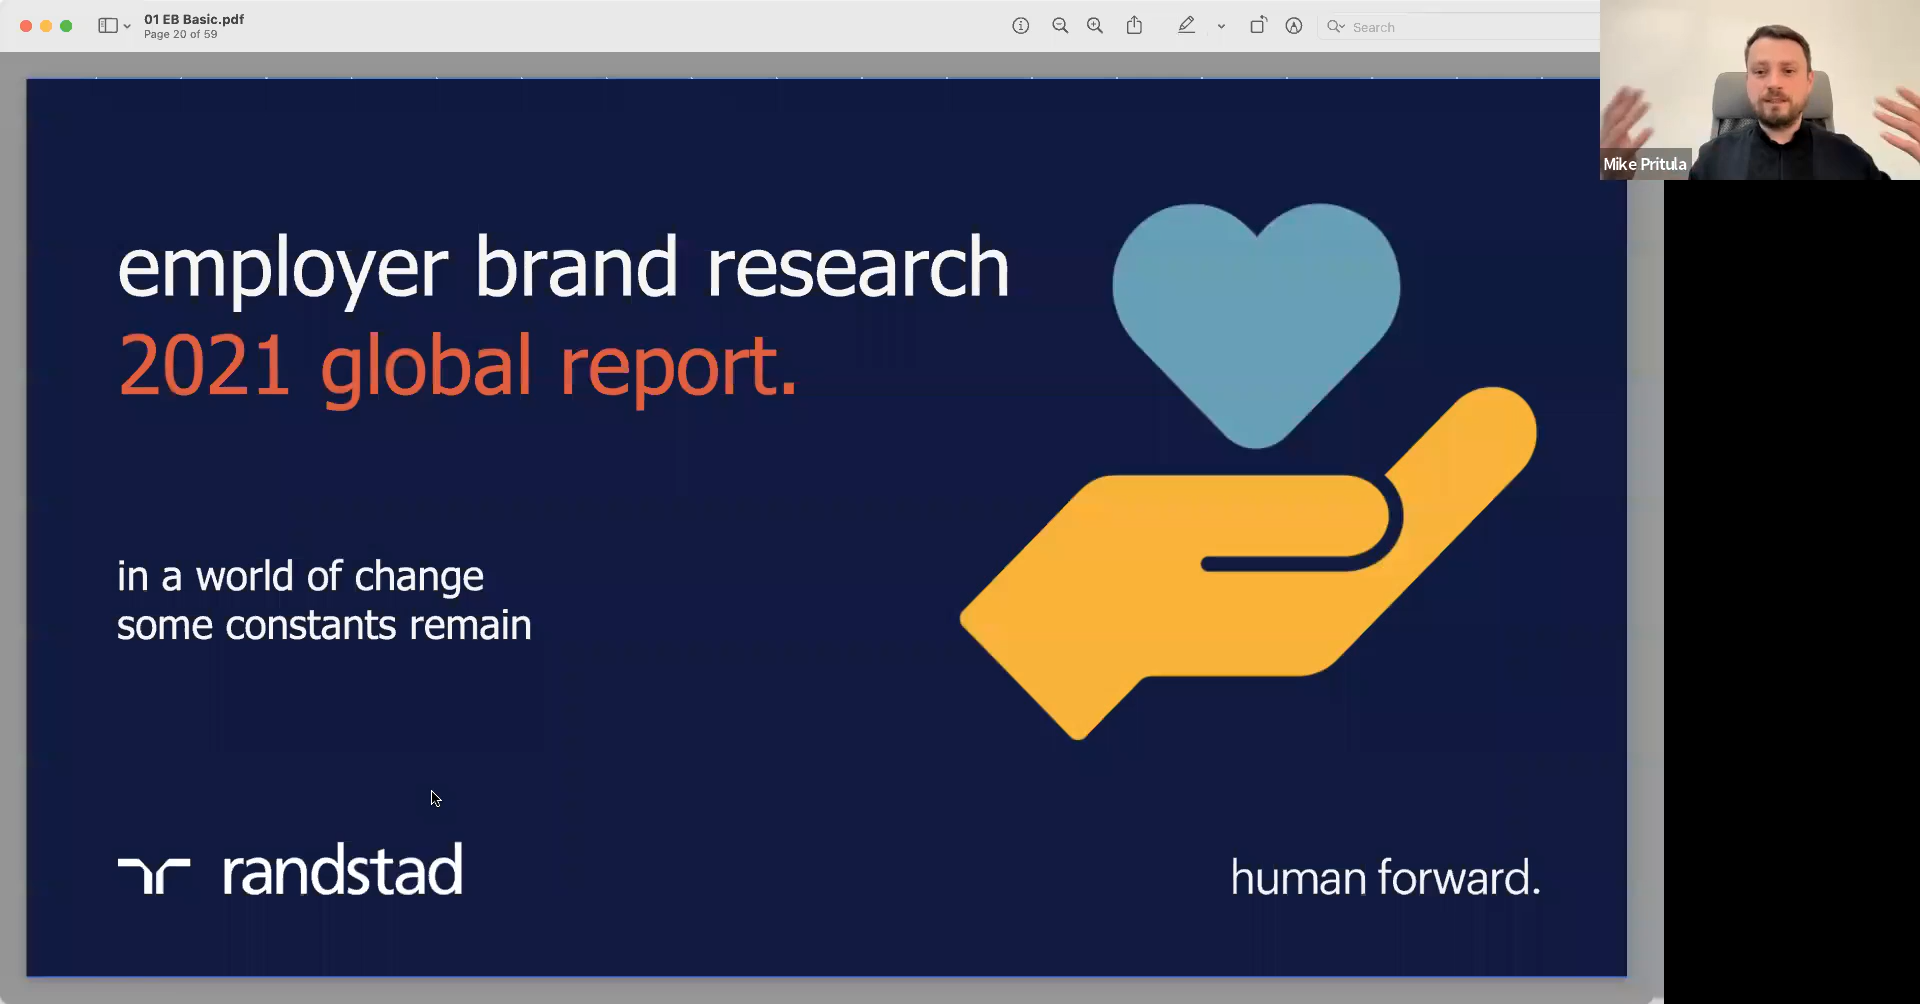 01 EB Basic.pdf
Page 20 of 59
Search
Mike Pritula
employer brand research
2021 global report.
in a world of change
some constants remain
randstad
human forward.